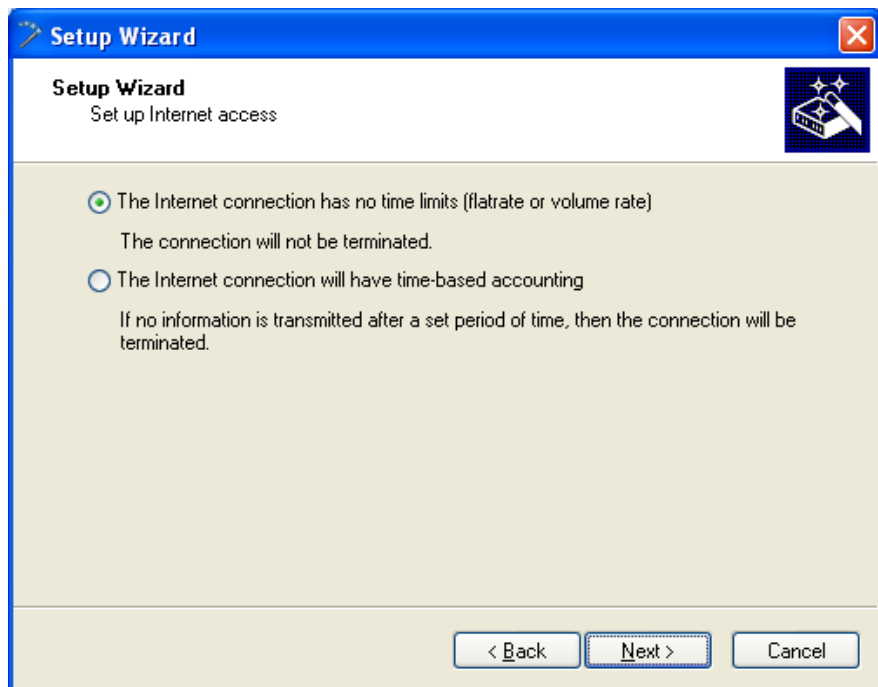 Setup Wizard
Setup Wizard
Set up Internet access
The Internet connection has no time limits (flatrate or volume rate)
The connection will not be terminated.
The Internet connection will have time-based accounting
If no information is transmitted after a set period of time, then the connection will be
terminated.
< Back
Next >
Cancel